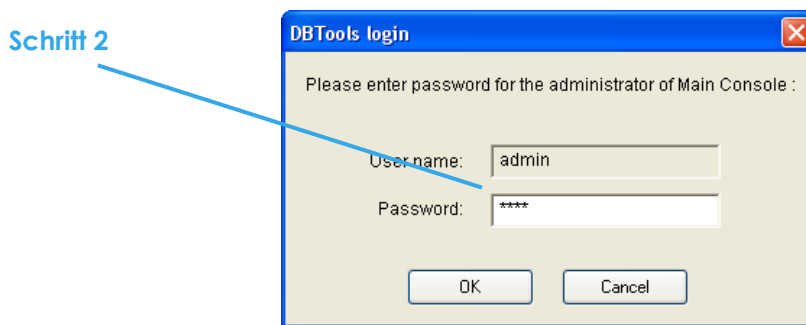 Schritt 2
DBTools login
Please enter password for the administrator of Main Console :
User name: admin
Password: ****
OK Cancel